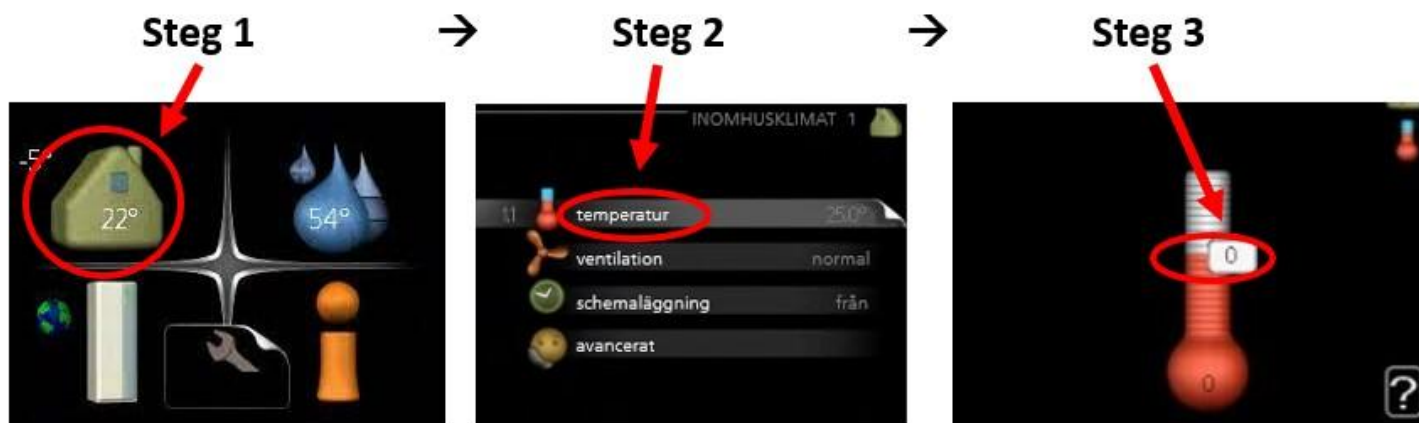 Steg 1 → Steg 2 → Steg 3
-5°
22°
54°
INOMHUSKLIMAT 1
1.1 temperatur 25.0°
ventilation normal
schemaläggning från
avancerat
0
0
?